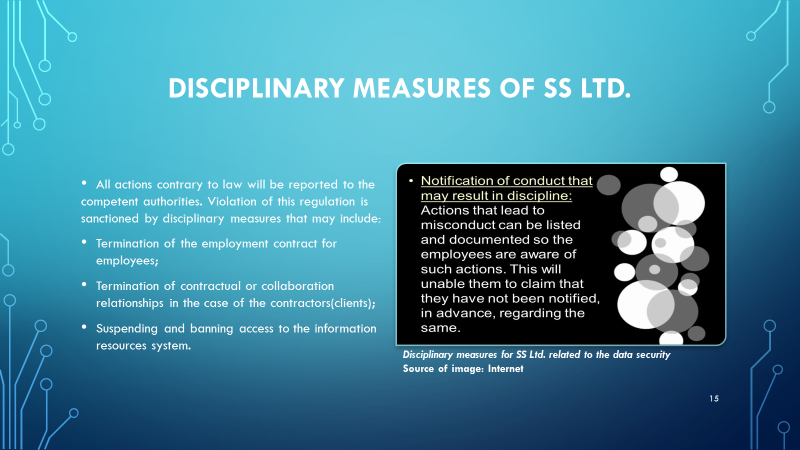 DISCIPLINARY MEASURES OF SS LTD.
• All actions contrary to law will be reported to the
competent authorities. Violation of this regulation is
sanctioned by disciplinary measures that may include:
• Termination of the employment contract for
employees;
• Termination of contractual or collaboration
relationships in the case of the contractors(clients);
• Suspending and banning access to the information
resources system.
• Notification of conduct that
may result in discipline:
Actions that lead to
misconduct can be listed
and documented so the
employees are aware of
such actions. This will
unable them to claim that
they have not been notified,
in advance, regarding the
same.
Disciplinary measures for SS Ltd. related to the data security
Source of image: Internet
15